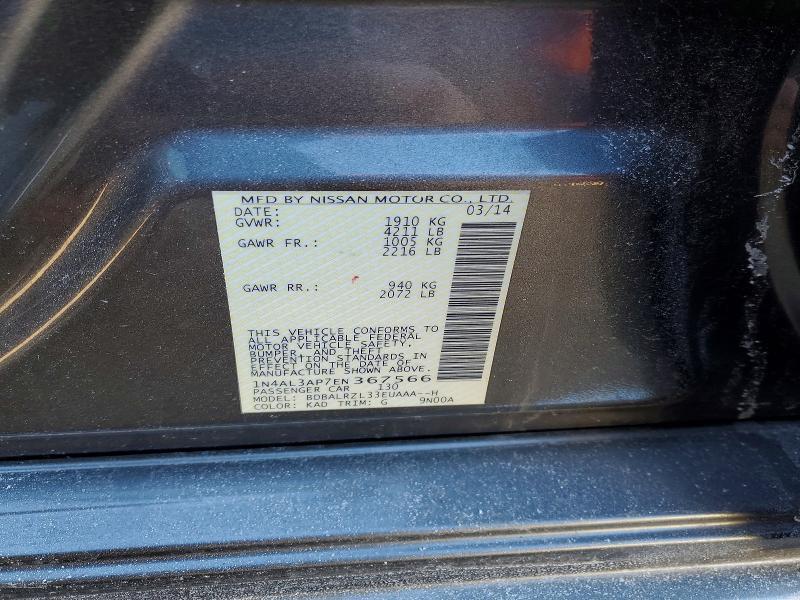 MFD BY NISSAN MOTOR CO., LTD.
DATE: 03/14
GVWR: 1910 KG
4211 LB
GAWR FR.: 1005 KG
2216 LB
GAWR RR.: 940 KG
2072 LB
THIS VEHICLE CONFORMS TO
ALL APPLICABLE FEDERAL
MOTOR VEHICLE SAFETY,
BUMPER, AND THEFT
PREVENTION STANDARDS IN
EFFECT ON THE DATE OF
MANUFACTURE SHOWN ABOVE.
1N4AL3AP7EN 367566
PASSENGER CAR 130
MODEL: BDBALRZL33EUAAA--H
COLOR: KAD TRIM: G 9N00A